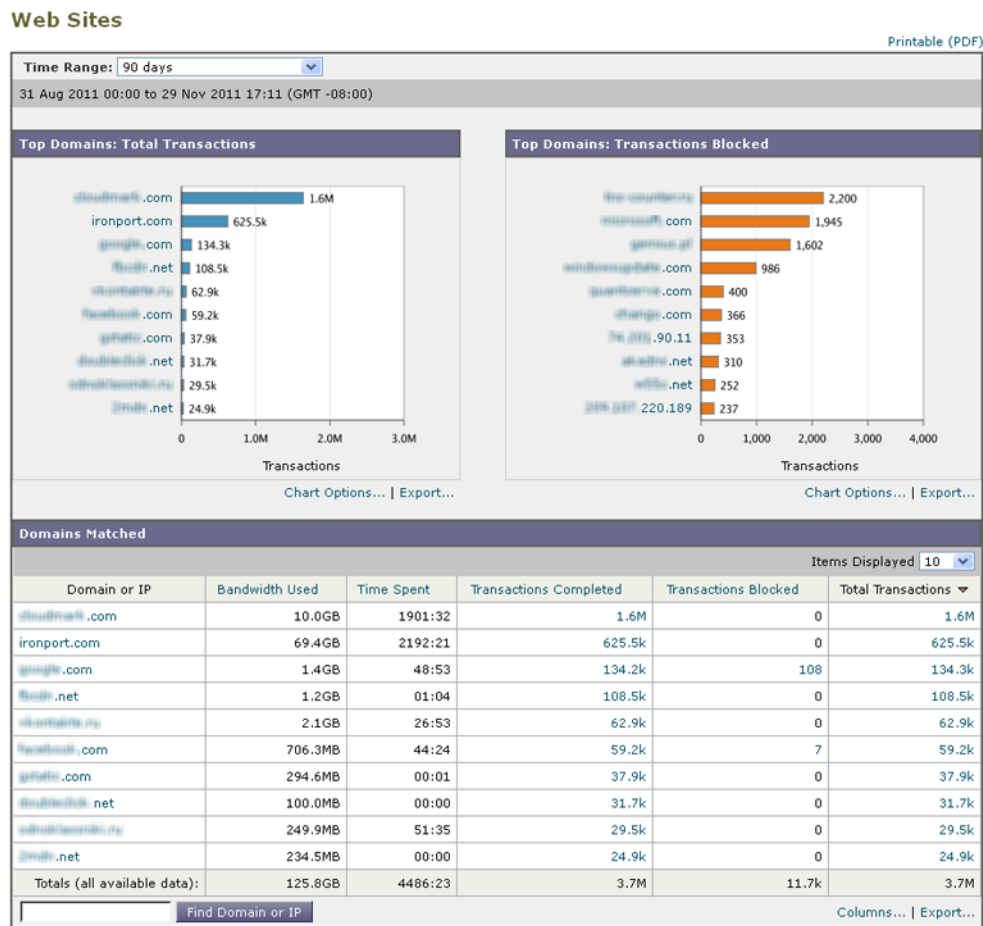 Web Sites
Printable (PDF)
Time Range: 90 days
31 Aug 2011 00:00 to 29 Nov 2011 17:11 (GMT -08:00)
Top Domains: Total Transactions
.com 1.6M
ironport.com 625.5k
.com 134.3k
.net 108.5k
62.9k
.com 59.2k
.com 37.9k
.net 31.7k
29.5k
.net 24.9k
0 1.0M 2.0M 3.0M
Transactions
Chart Options... | Export...
Top Domains: Transactions Blocked
2,200
.com 1,945
1,602
.com 986
.com 400
.com 366
.90.11 353
.net 310
.net 252
220.189 237
0 1,000 2,000 3,000 4,000
Transactions
Chart Options... | Export...
Domains Matched
Items Displayed 10
Domain or IP Bandwidth Used Time Spent Transactions Completed Transactions Blocked Total Transactions
.com 10.0GB 1901:32 1.6M 0 1.6M
ironport.com 69.4GB 2192:21 625.5k 0 625.5k
.com 1.4GB 48:53 134.2k 108 134.3k
.net 1.2GB 01:04 108.5k 0 108.5k
2.1GB 26:53 62.9k 0 62.9k
.com 706.3MB 44:24 59.2k 7 59.2k
.com 294.6MB 00:01 37.9k 0 37.9k
net 100.0MB 00:00 31.7k 0 31.7k
249.9MB 51:35 29.5k 0 29.5k
.net 234.5MB 00:00 24.9k 0 24.9k
Totals (all available data): 125.8GB 4486:23 3.7M 11.7k 3.7M
Find Domain or IP
Columns... | Export...